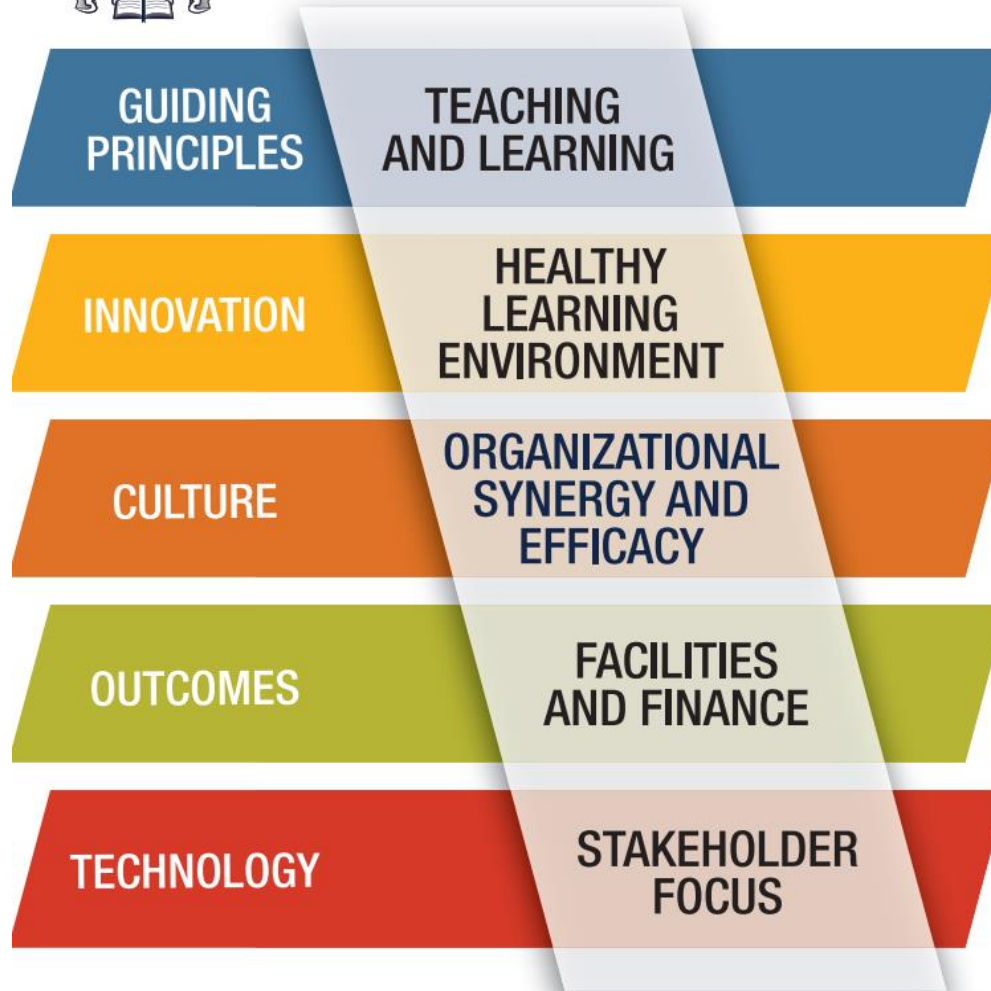 GUIDING
PRINCIPLES
TEACHING
AND LEARNING
INNOVATION
HEALTHY
LEARNING
ENVIRONMENT
CULTURE
ORGANIZATIONAL
SYNERGY AND
EFFICACY
OUTCOMES
FACILITIES
AND FINANCE
TECHNOLOGY
STAKEHOLDER
FOCUS